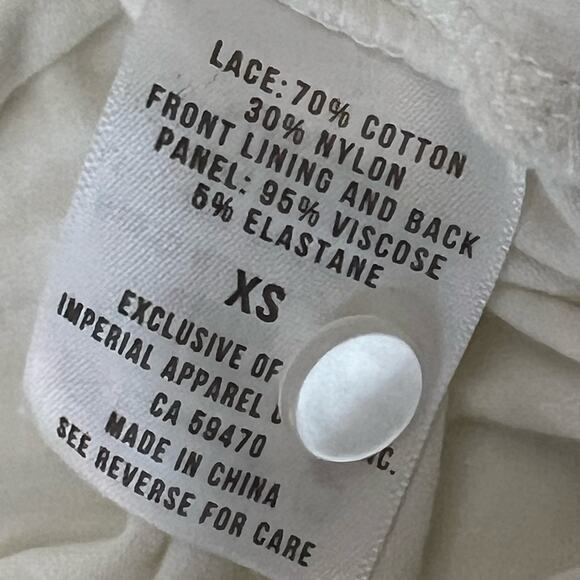 LACE: 70% COTTON
30% NYLON
FRONT LINING AND BACK
PANEL: 95% VISCOSE
5% ELASTANE
XS
EXCLUSIVE OF
IMPERIAL APPAREL
CA 59470
MADE IN CHINA
SEE REVERSE FOR CARE